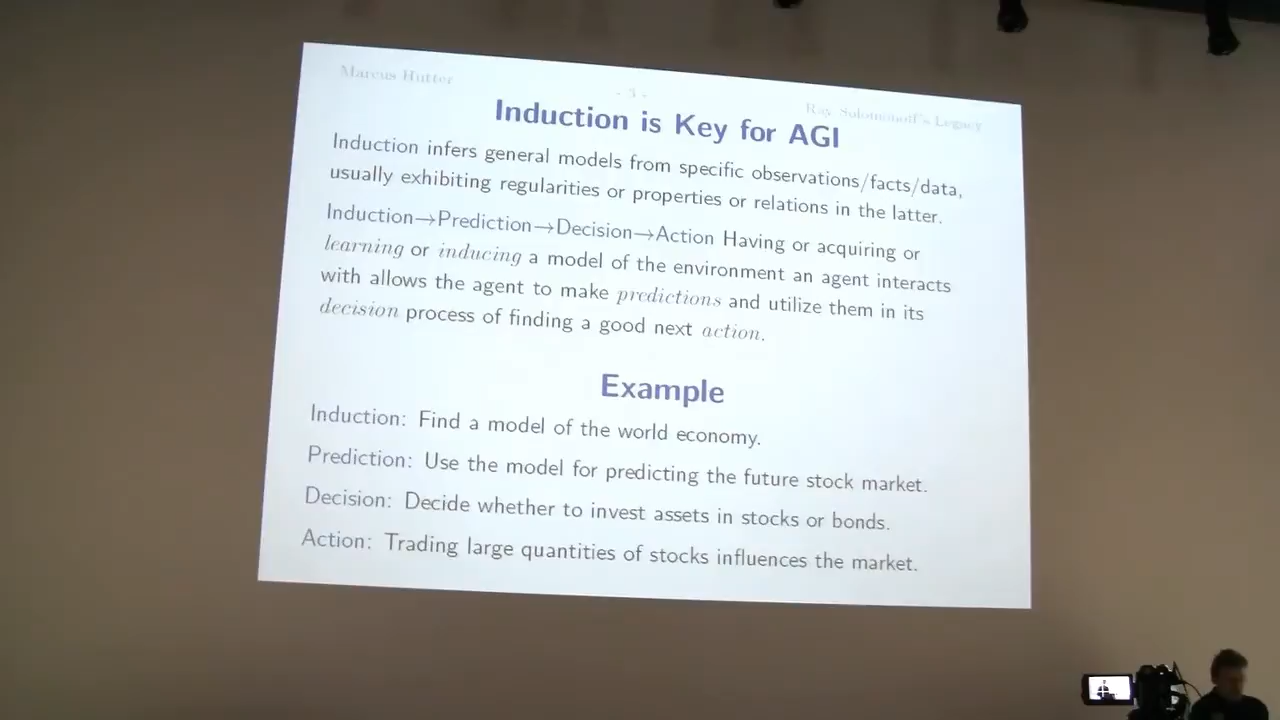 Marcus Hutter
- 5 -
Ray Solomonoff's Legacy
Induction is Key for AGI
Induction infers general models from specific observations/facts/data,
usually exhibiting regularities or properties or relations in the latter.
Induction→Prediction→Decision→Action Having or acquiring or
learning or inducing a model of the environment an agent interacts
with allows the agent to make predictions and utilize them in its
decision process of finding a good next action.
Example
Induction: Find a model of the world economy.
Prediction: Use the model for predicting the future stock market.
Decision: Decide whether to invest assets in stocks or bonds.
Action: Trading large quantities of stocks influences the market.